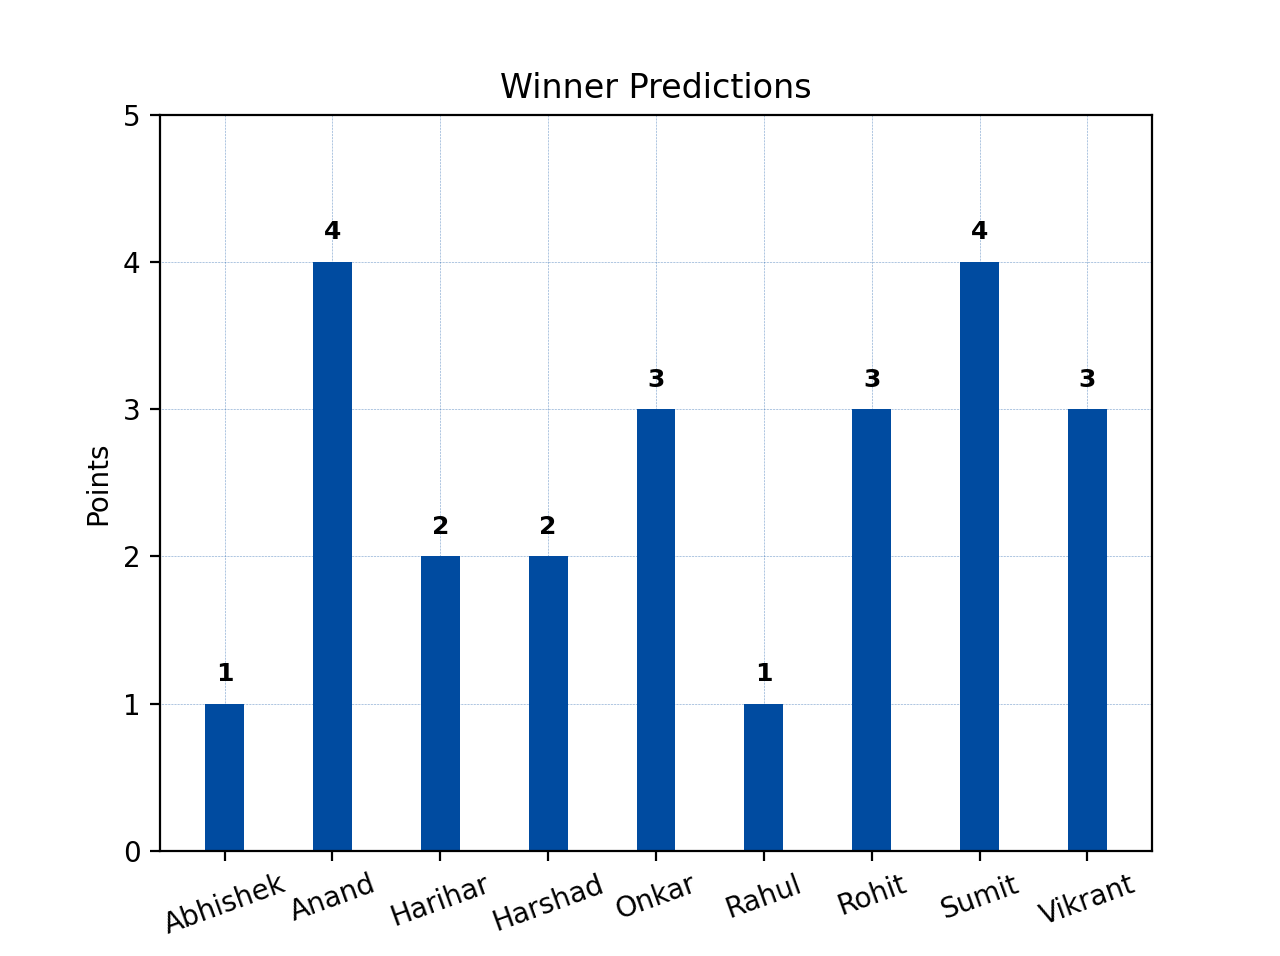 Winner Predictions
5
4
3
2
1
0
Points
1
4
2
2
3
1
3
4
3
Abhishek
Anand
Harihar
Harshad
Onkar
Rahul
Rohit
Sumit
Vikrant